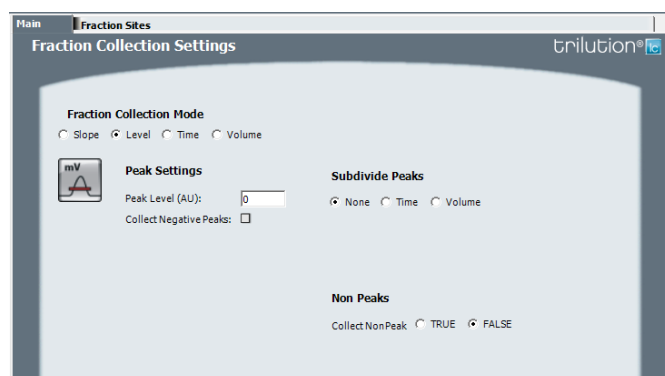 Main Fraction Sites
Fraction Collection Settings trilution® lc
Fraction Collection Mode
Slope Level Time Volume
mV
Peak Settings
Peak Level (AU): 0
Collect Negative Peaks:
Subdivide Peaks
None Time Volume
Non Peaks
Collect NonPeak TRUE FALSE